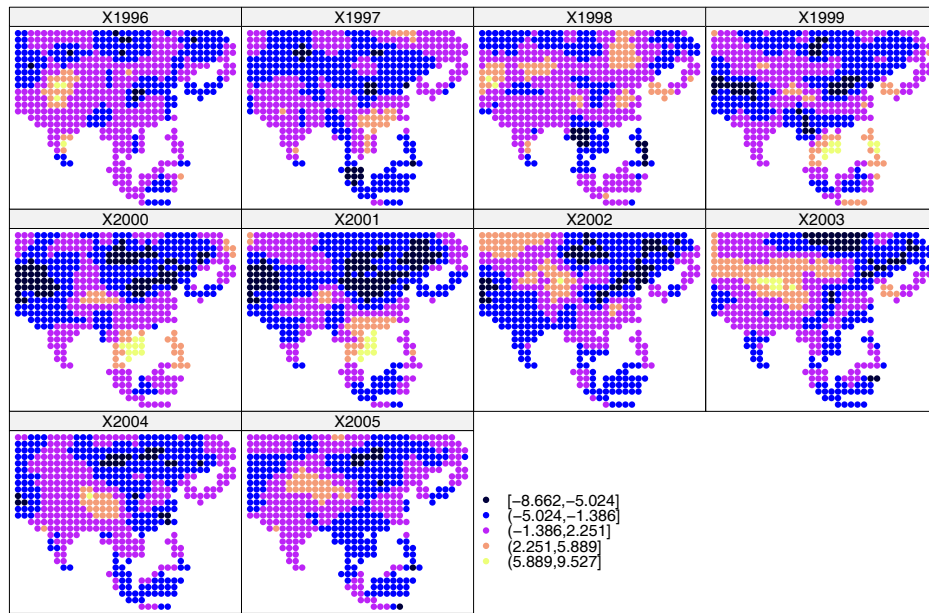 X1996 X1997 X1998 X1999
X2000 X2001 X2002 X2003
X2004 X2005
[−8.662,−5.024]
(−5.024,−1.386]
(−1.386,2.251]
(2.251,5.889]
(5.889,9.527]